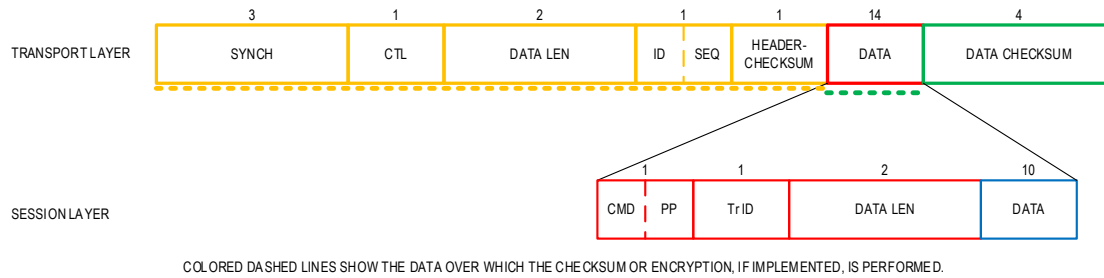 3 1 2 1 1 14 4
TRANSPORT LAYER SYNCH CTL DATA LEN ID SEQ HEADER-
CHECKSUM DATA DATA CHECKSUM
1 1 2 10
SESSION LAYER CMD PP Tr ID DATA LEN DATA
COLORED DASHED LINES SHOW THE DATA OVER WHICH THE CHECKSUM OR ENCRYPTION, IF IMPLEMENTED, IS PERFORMED.